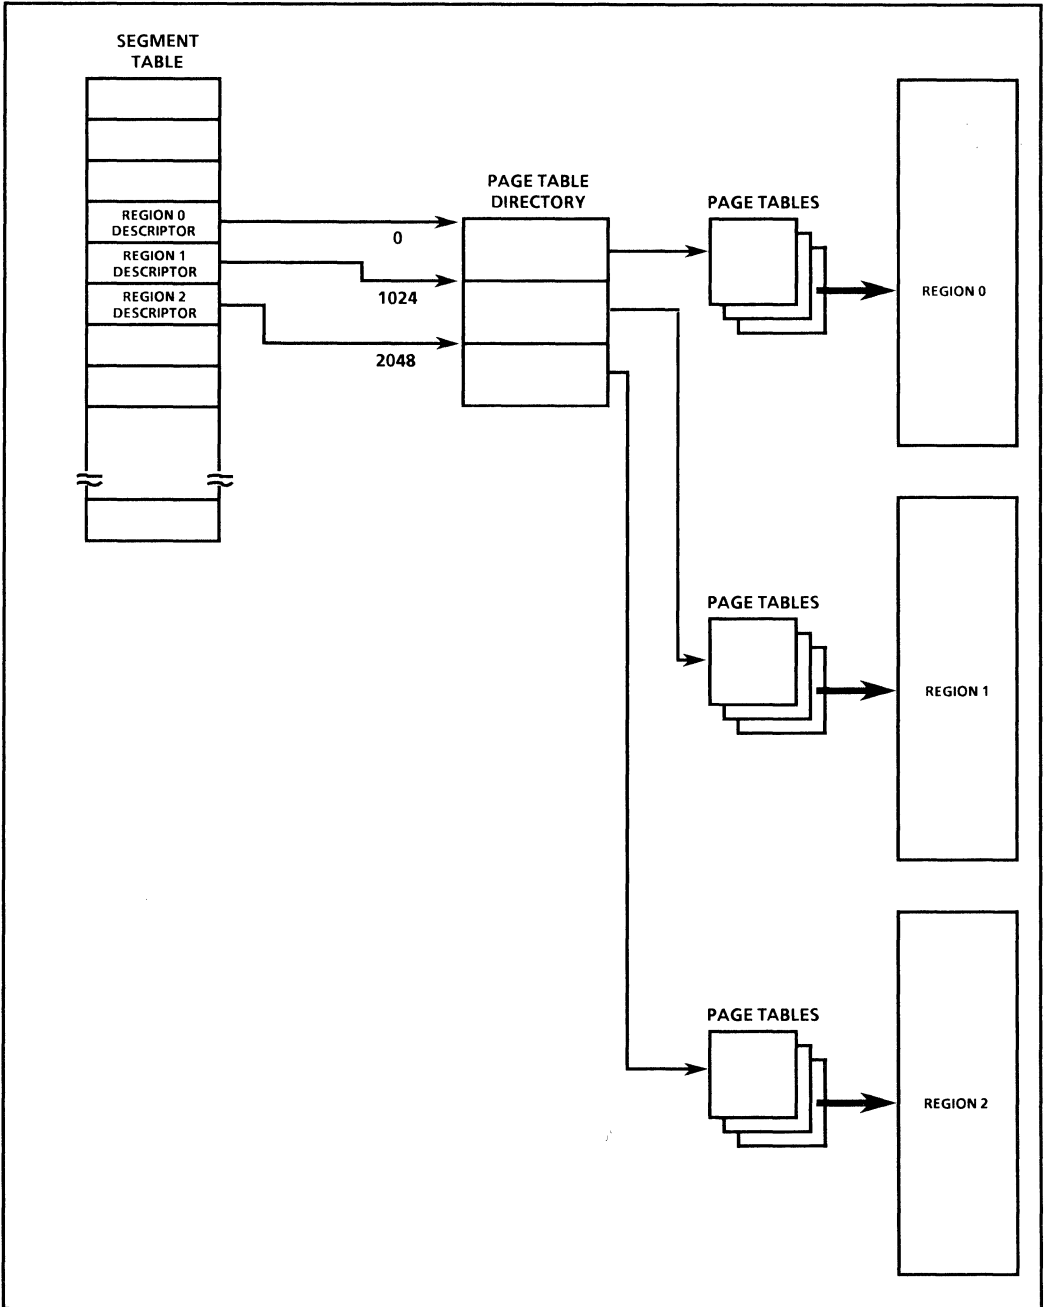 SEGMENT
TABLE
REGION 0
DESCRIPTOR
REGION 1
DESCRIPTOR
REGION 2
DESCRIPTOR
0
1024
2048
PAGE TABLE
DIRECTORY
PAGE TABLES
REGION 0
PAGE TABLES
REGION 1
PAGE TABLES
REGION 2